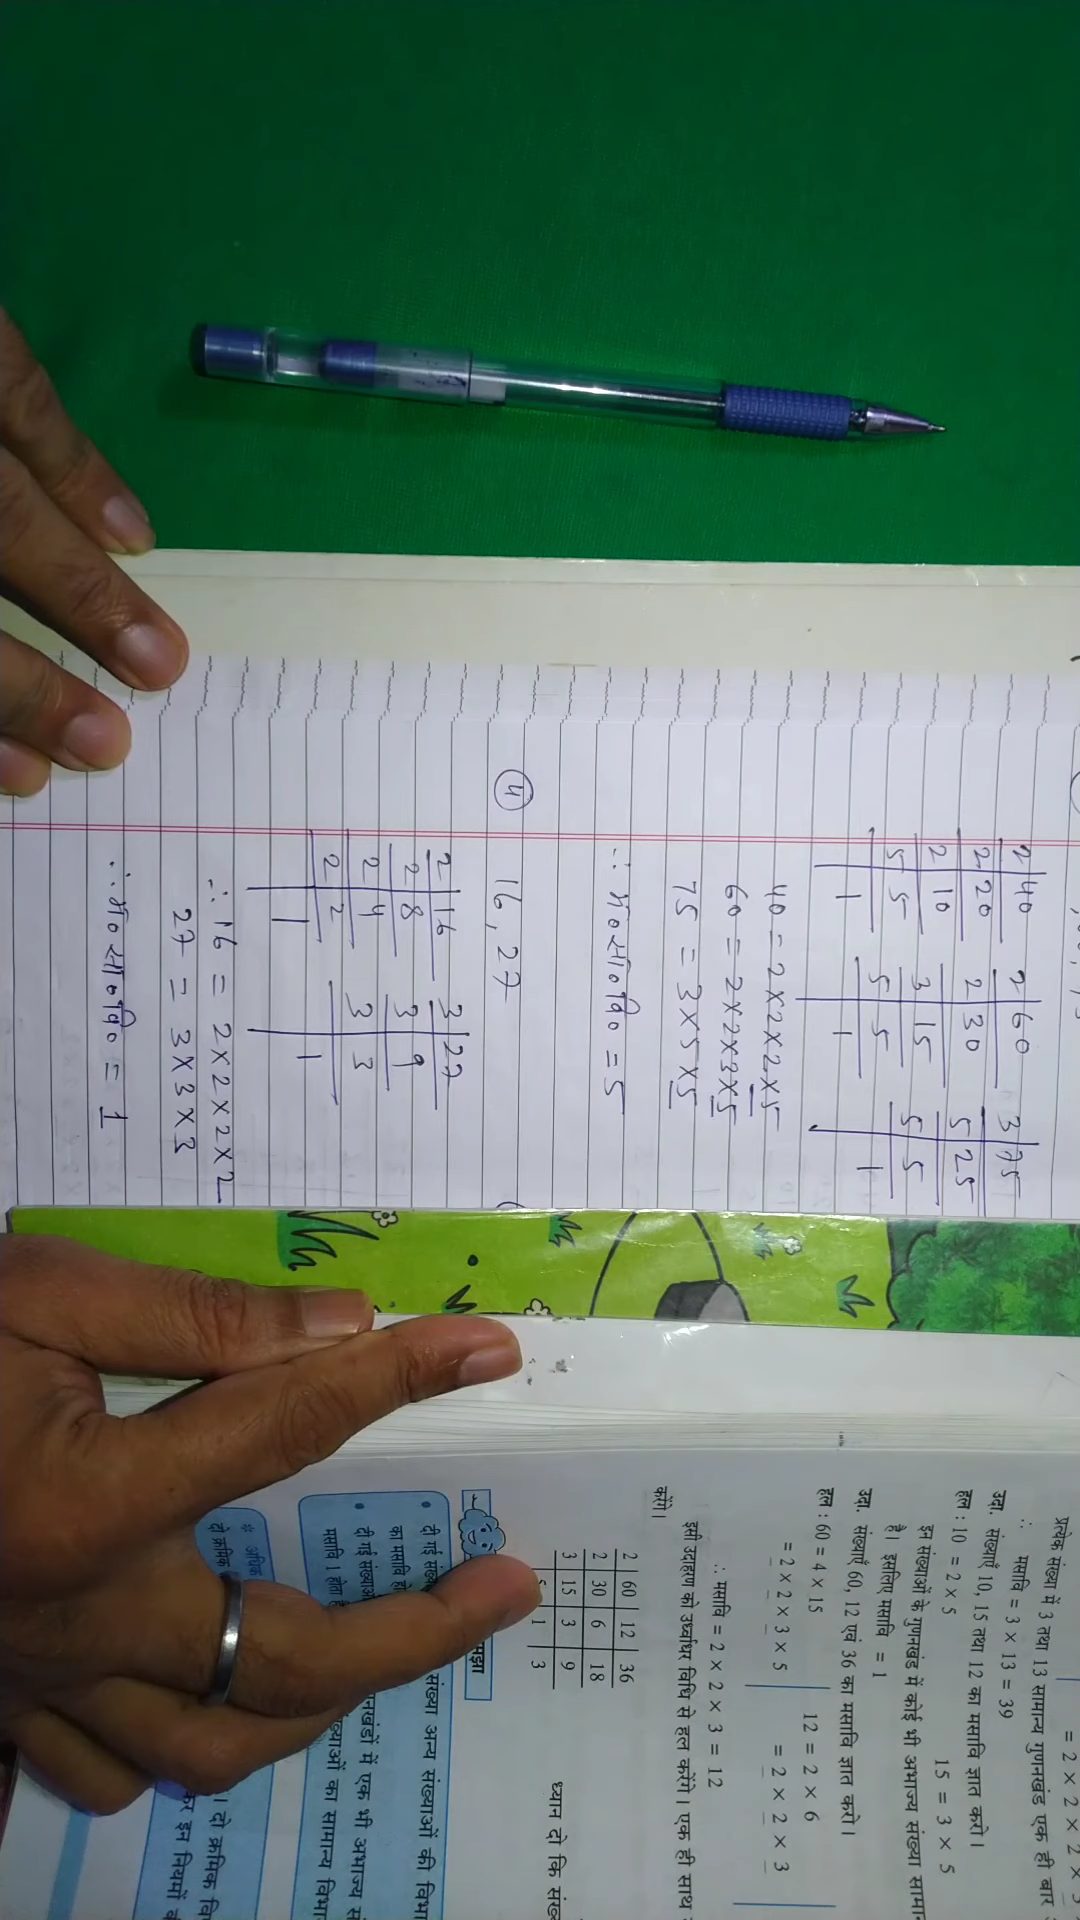 2 | 40   2 | 60   3 | 75
2 | 20   2 | 30   5 | 25
2 | 10   3 | 15   5 | 5
5 | 5   5 | 5   1
1   1
40 = 2×2×2×5
60 = 2×2×3×5
75 = 3×5×5
∴ म०सा०वि० = 5
4 16, 27
2 | 16   3 | 27
2 | 8   3 | 9
2 | 4   3 | 3
2 | 2   1
1
∴ 16 = 2×2×2×2
27 = 3×3×3
∴ म०सा०वि० = 1
= 2 × 2 × 2 ×
प्रत्येक संख्या में 3 तथा 13 सामान्य गुणनखंड एक ही बार
∴ मसावि = 3 × 13 = 39
उदा. संख्याएँ 10, 15 तथा 12 का मसावि ज्ञात करो।
हल : 10 = 2 × 5   15 = 3 × 5
इन संख्याओं के गुणनखंड में कोई भी अभाज्य संख्या
है। इसलिए मसावि = 1
उदा. संख्याएँ 60, 12 एवं 36 का मसावि ज्ञात करो।
हल : 60 = 4 × 15   12 = 2 × 6
= 2 × 2 × 3 × 5   = 2 × 2 × 3
∴ मसावि = 2 × 2 × 3 = 12
इसी उदाहरण को उर्ध्वाधर विधि से हल करेंगे। एक ही साथ
करेंगे।
2 | 60 | 12 | 36
2 | 30 | 6 | 18   ध्यान दो कि
3 | 15 | 3 | 9
5 | 1 | 3
दी गई   संख्या अन्य संख्याओं की
का मसावि
दी गई   में एक भी अभाज्य
मसावि 1 होता   का सामान्य
दो क्रमिक
इन नियमों